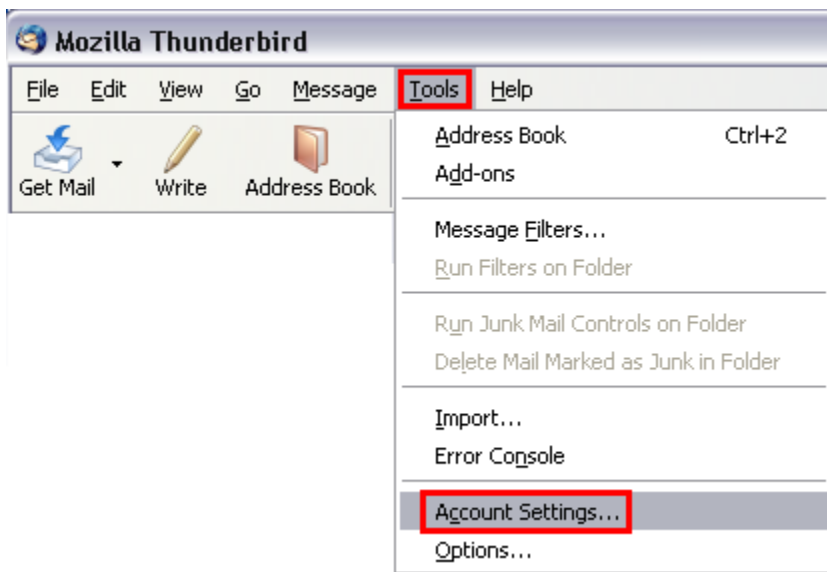 Mozilla Thunderbird
File Edit View Go Message Tools Help
Get Mail Write Address Book
Address Book Ctrl+2
Add-ons
Message Filters...
Run Filters on Folder
Run Junk Mail Controls on Folder
Delete Mail Marked as Junk in Folder
Import...
Error Console
Account Settings...
Options...